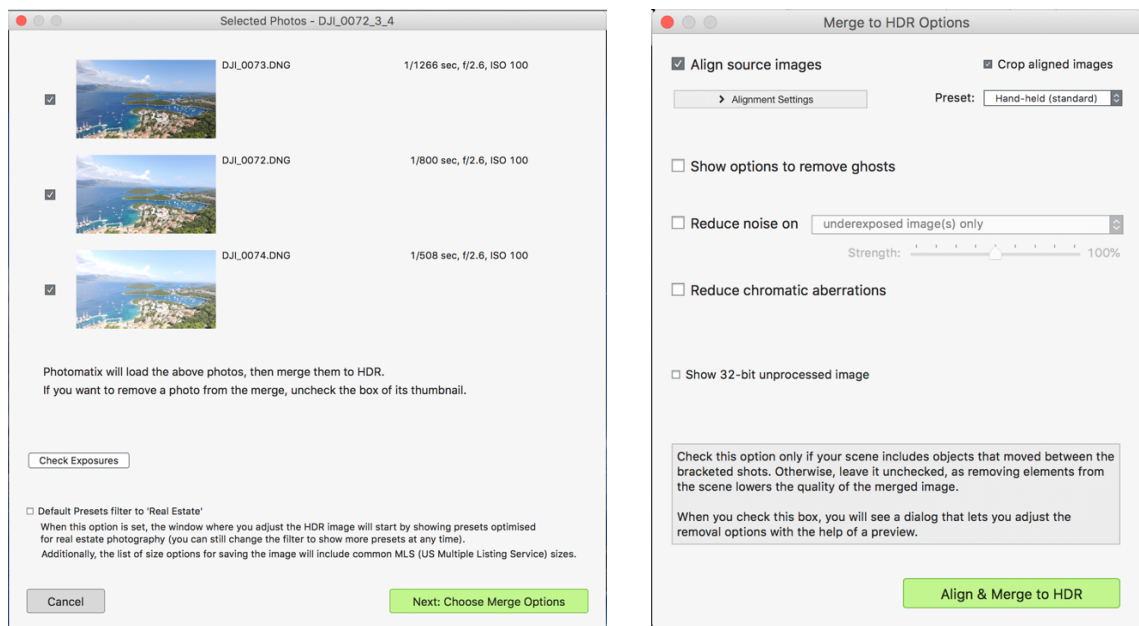 Selected Photos - DJI_0072_3_4
DJI_0073.DNG 1/1266 sec, f/2.6, ISO 100
DJI_0072.DNG 1/800 sec, f/2.6, ISO 100
DJI_0074.DNG 1/508 sec, f/2.6, ISO 100
Photomatix will load the above photos, then merge them to HDR.
If you want to remove a photo from the merge, uncheck the box of its thumbnail.
Check Exposures
Default Presets filter to 'Real Estate'
When this option is set, the window where you adjust the HDR image will start by showing presets optimised
for real estate photography (you can still change the filter to show more presets at any time).
Additionally, the list of size options for saving the image will include common MLS (US Multiple Listing Service) sizes.
Cancel
Next: Choose Merge Options
Merge to HDR Options
Align source images
Crop aligned images
Alignment Settings
Preset: Hand-held (standard)
Show options to remove ghosts
Reduce noise on underexposed image(s) only
Strength: 100%
Reduce chromatic aberrations
Show 32-bit unprocessed image
Check this option only if your scene includes objects that moved between the
bracketed shots. Otherwise, leave it unchecked, as removing elements from
the scene lowers the quality of the merged image.
When you check this box, you will see a dialog that lets you adjust the
removal options with the help of a preview.
Align & Merge to HDR